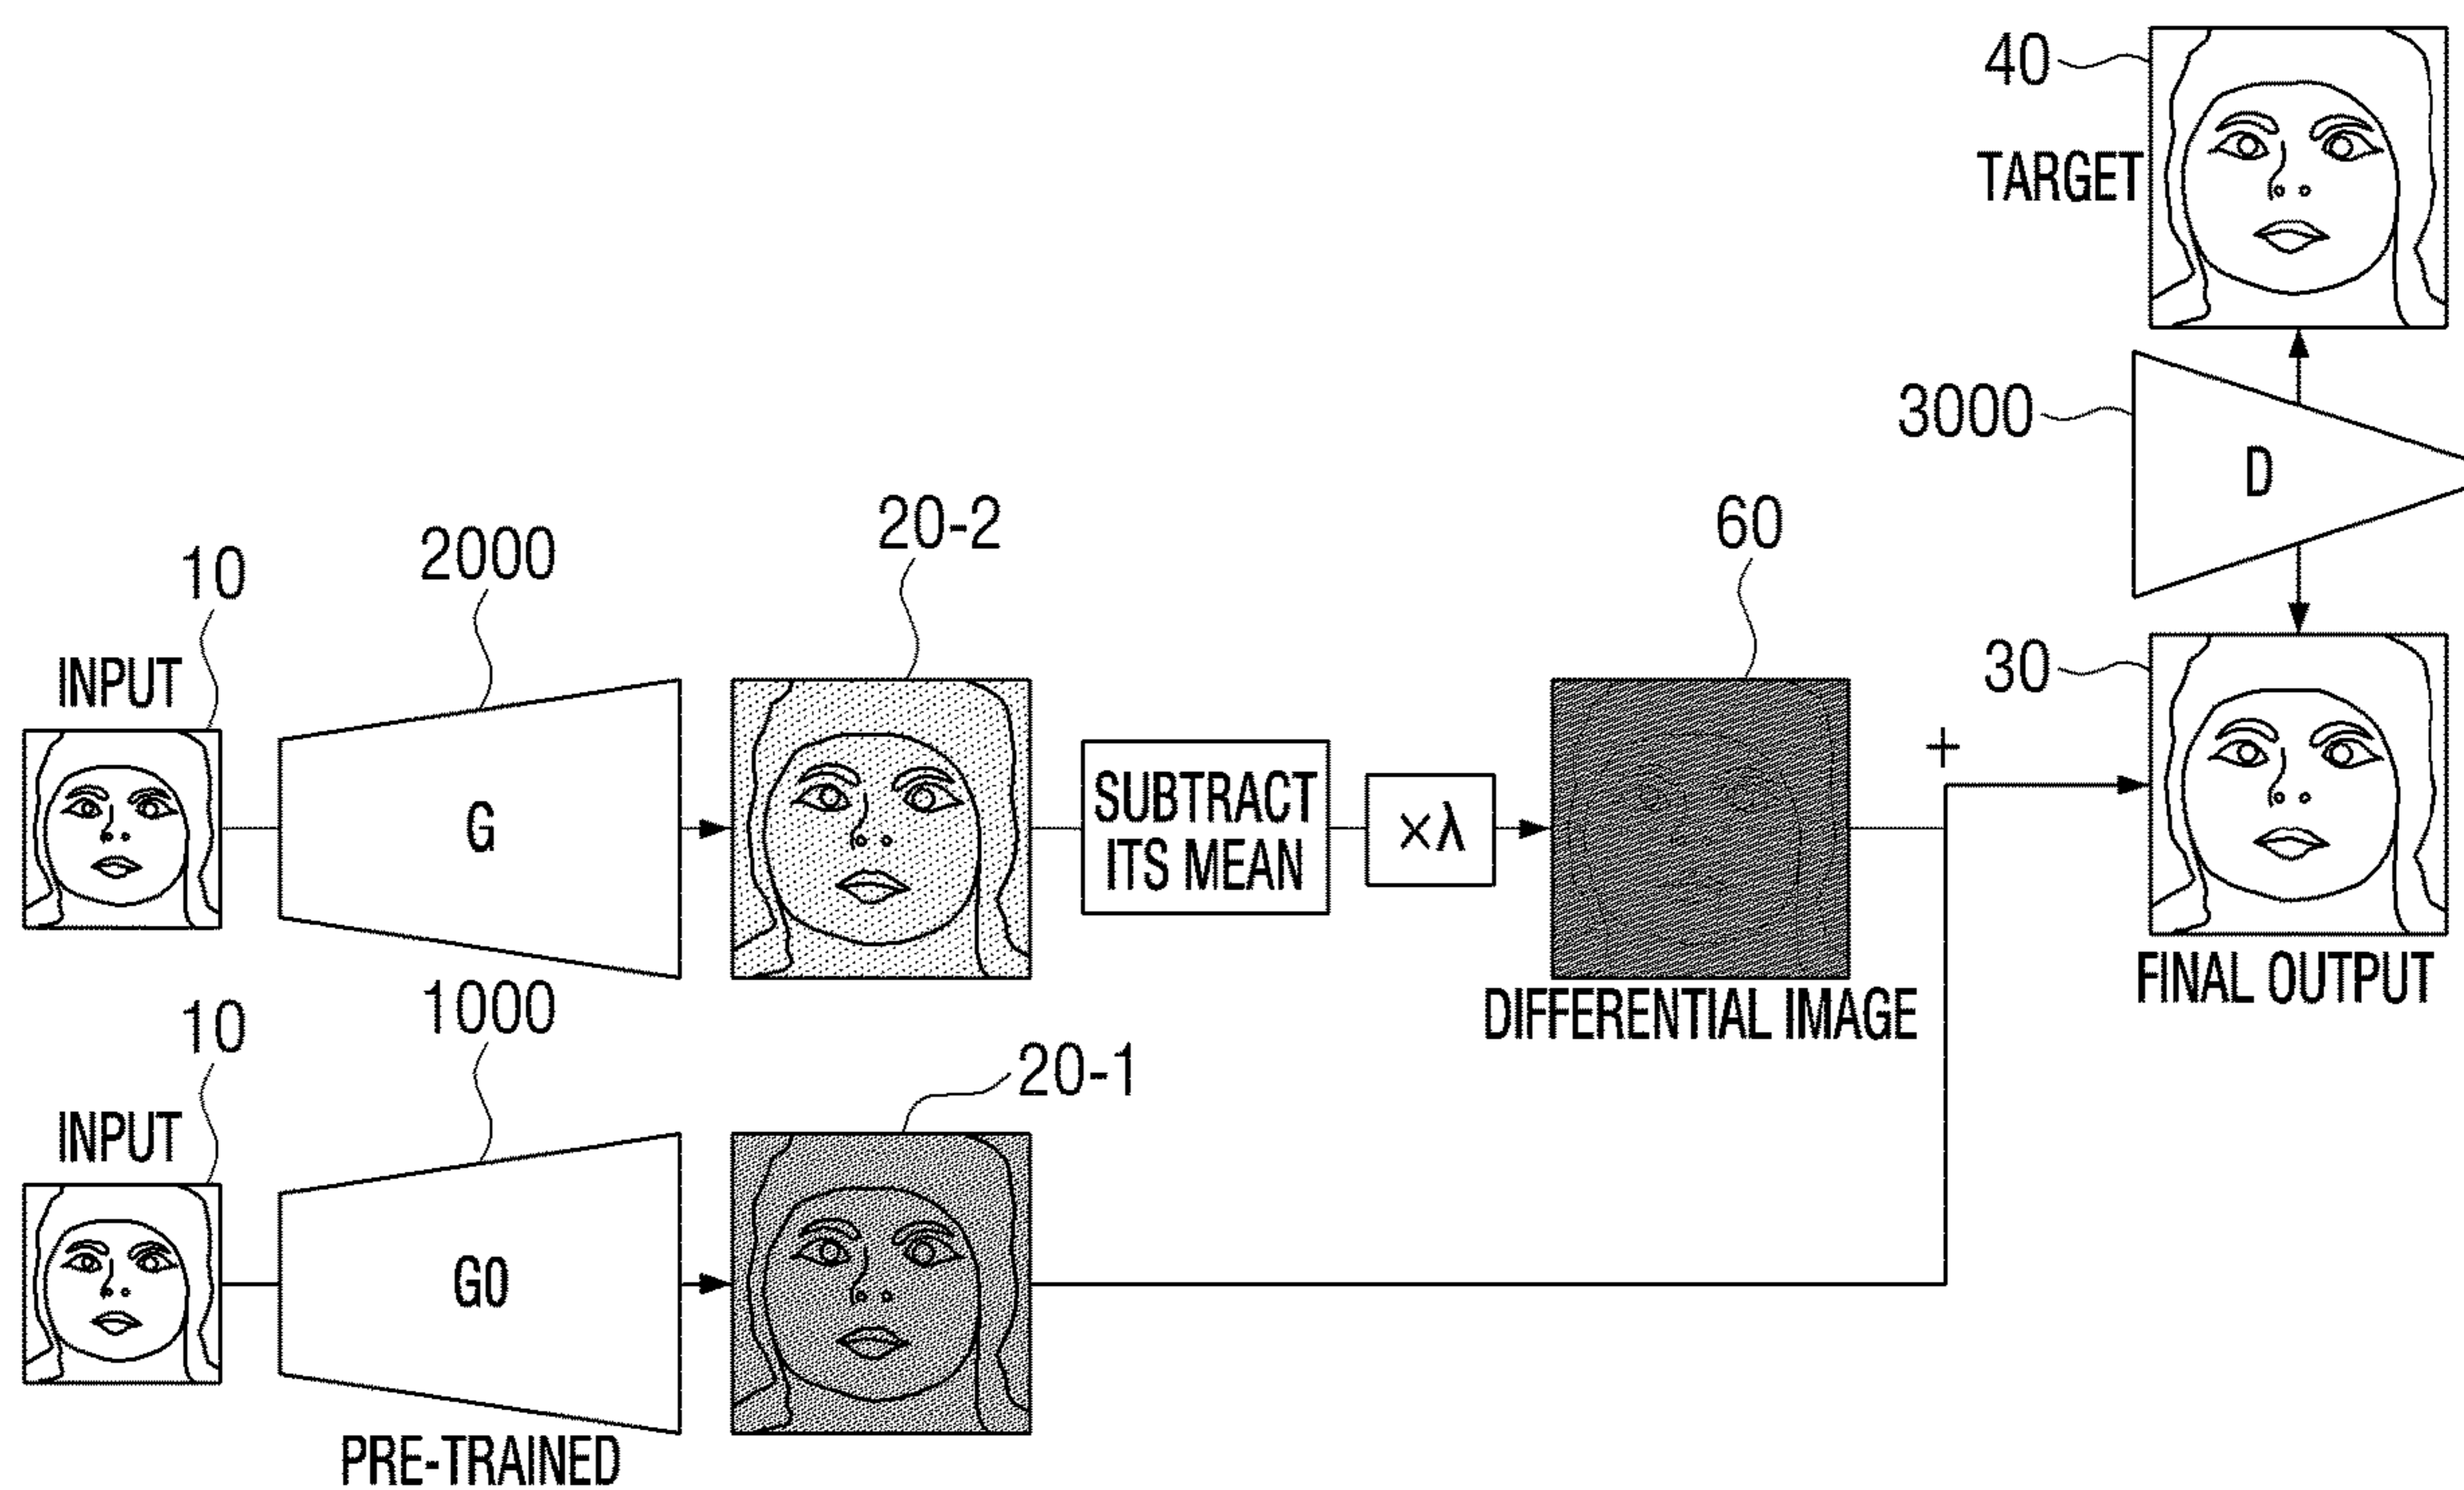 40
TARGET
3000
D
30
FINAL OUTPUT
10
INPUT
2000
G
20-2
SUBTRACT
ITS MEAN
×λ
60
DIFFERENTIAL IMAGE
+
10
INPUT
1000
G0
PRE-TRAINED
20-1